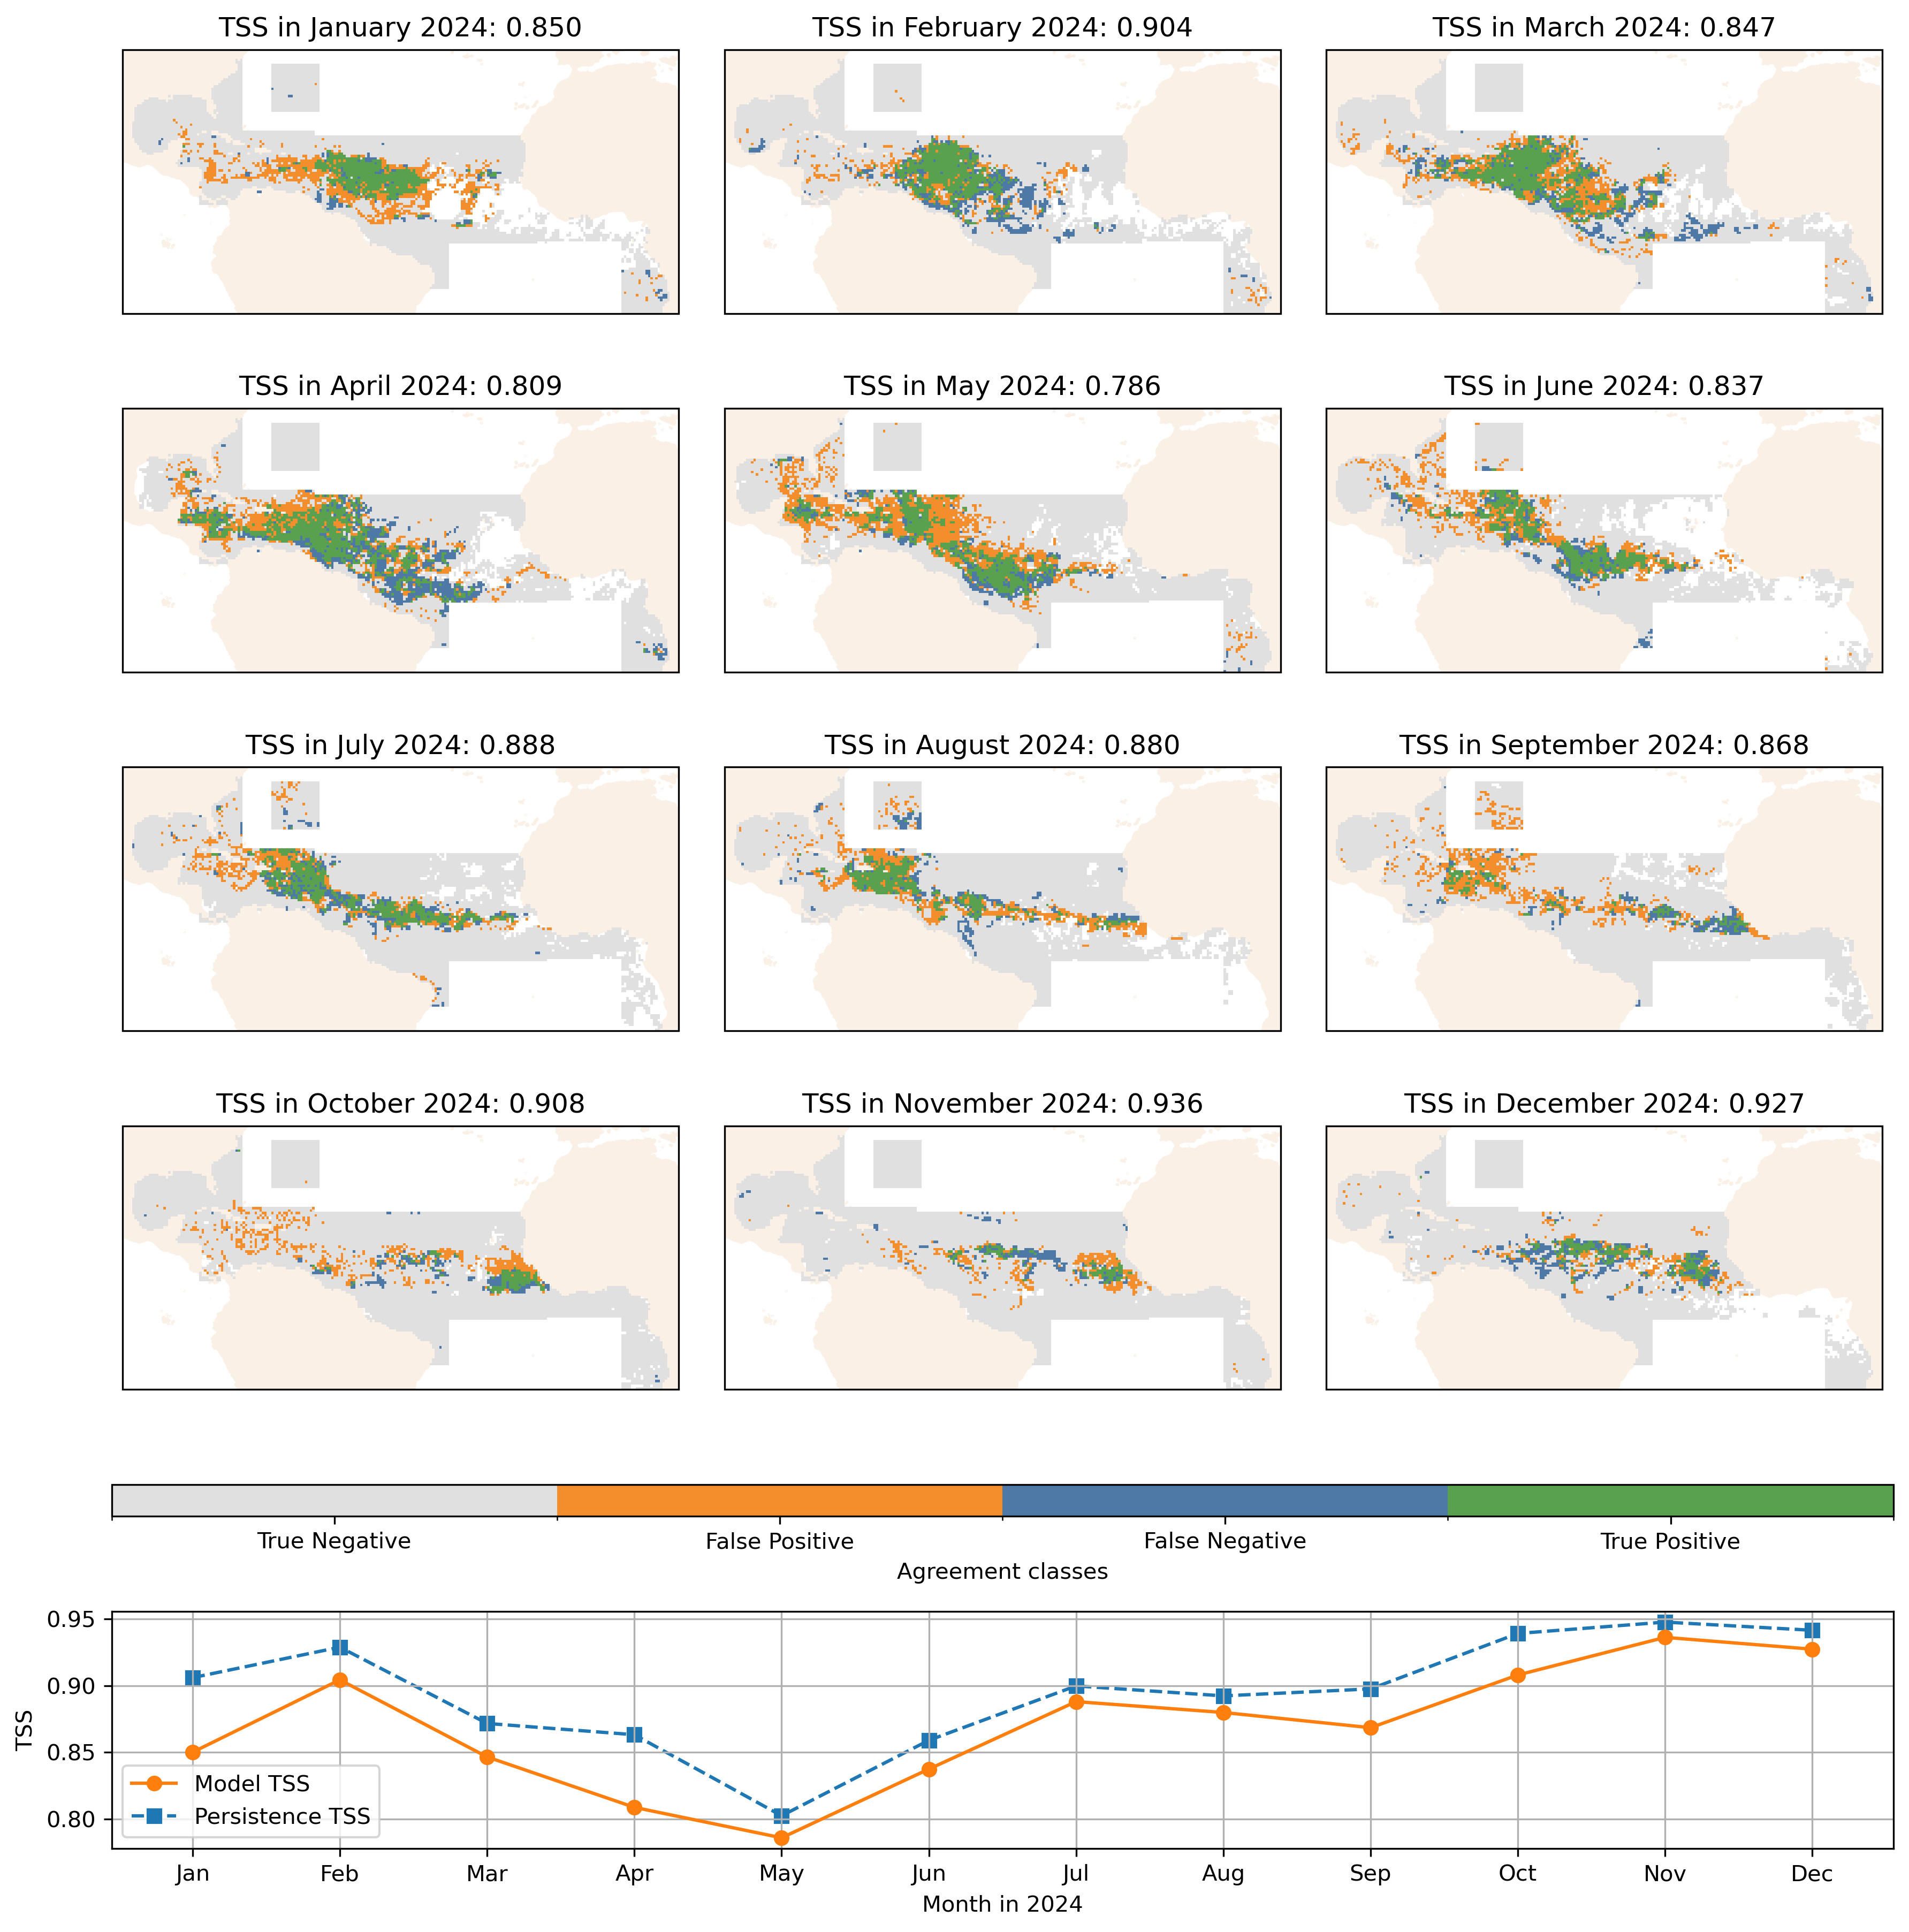 TSS in January 2024: 0.850
TSS in February 2024: 0.904
TSS in March 2024: 0.847
TSS in April 2024: 0.809
TSS in May 2024: 0.786
TSS in June 2024: 0.837
TSS in July 2024: 0.888
TSS in August 2024: 0.880
TSS in September 2024: 0.868
TSS in October 2024: 0.908
TSS in November 2024: 0.936
TSS in December 2024: 0.927
True Negative
False Positive
False Negative
True Positive
Agreement classes
0.95
0.90
0.85
0.80
TSS
Model TSS
Persistence TSS
Jan Feb Mar Apr May Jun Jul Aug Sep Oct Nov Dec
Month in 2024